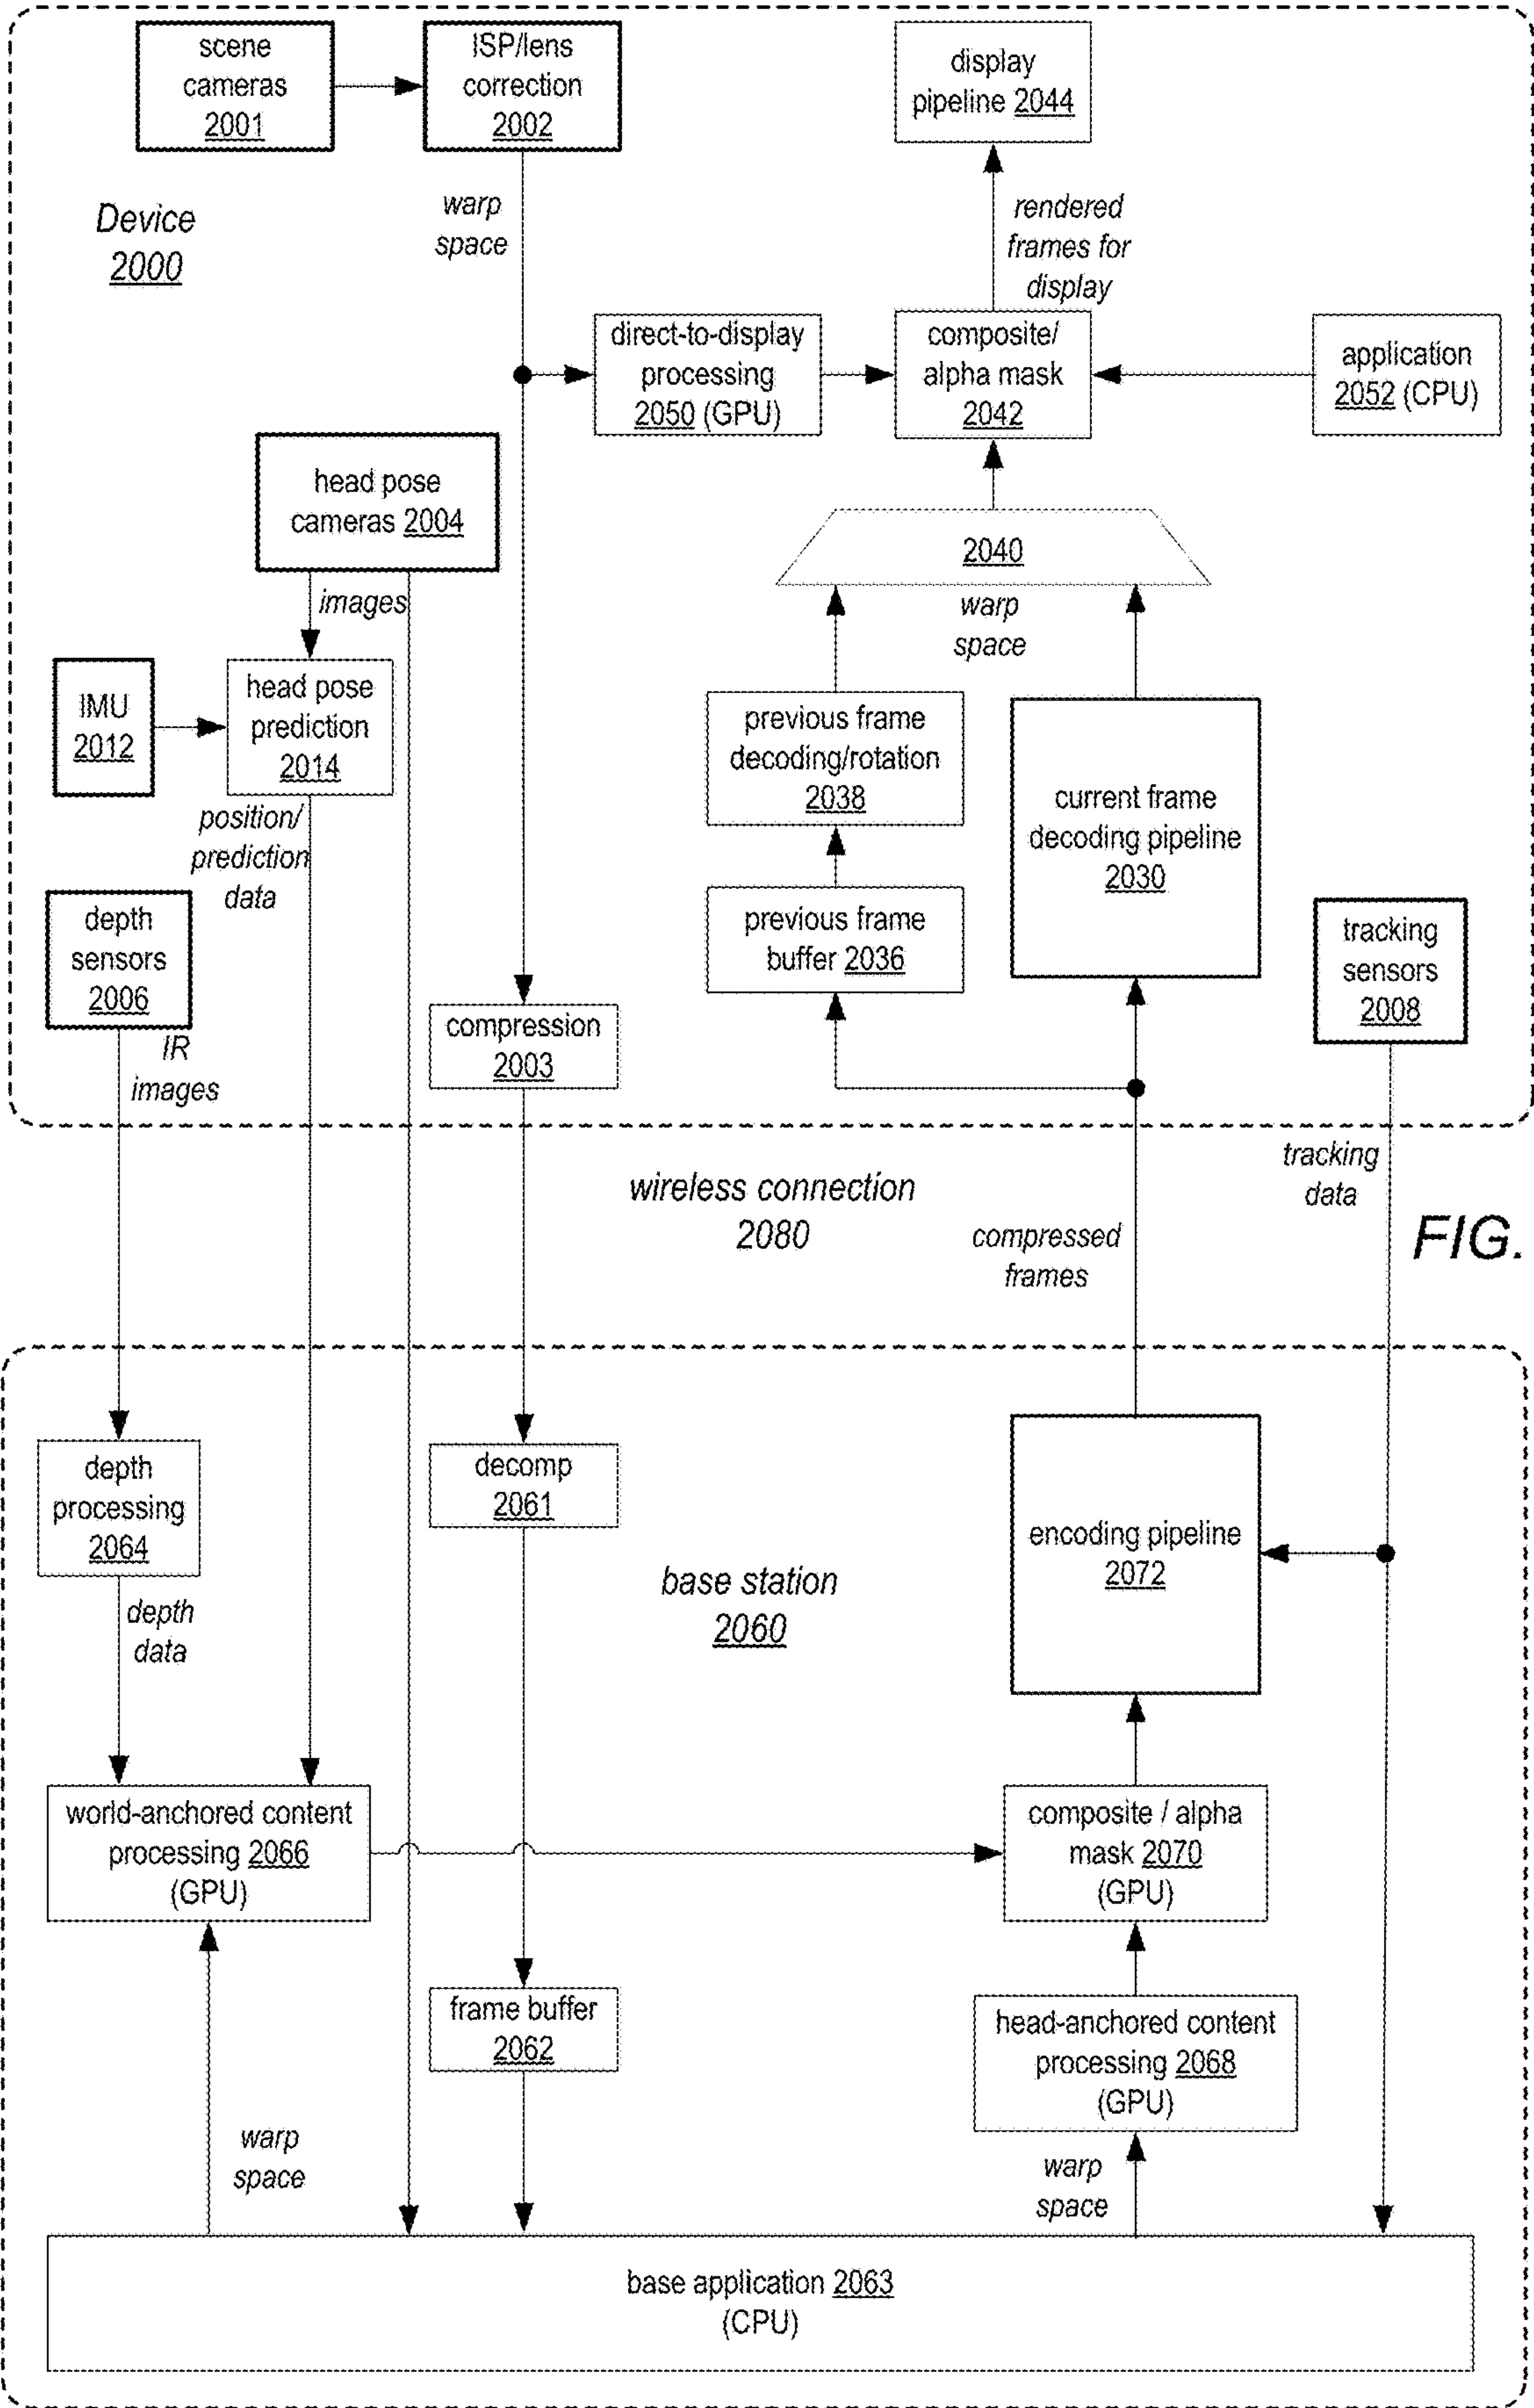 scene
cameras
2001
ISP/lens
correction
2002
display
pipeline 2044
Device
2000
warp
space
rendered
frames for
display
direct-to-display
processing
2050 (GPU)
composite/
alpha mask
2042
application
2052 (CPU)
head pose
cameras 2004
2040
images
warp
space
IMU
2012
head pose
prediction
2014
previous frame
decoding/rotation
2038
current frame
decoding pipeline
2030
position/
prediction
data
depth
sensors
2006
previous frame
buffer 2036
tracking
sensors
2008
IR
images
compression
2003
wireless connection
2080
tracking
data
compressed
frames
FIG.
depth
processing
2064
decomp
2061
encoding pipeline
2072
base station
2060
depth
data
world-anchored content
processing 2066
(GPU)
composite / alpha
mask 2070
(GPU)
frame buffer
2062
head-anchored content
processing 2068
(GPU)
warp
space
warp
space
base application 2063
(CPU)